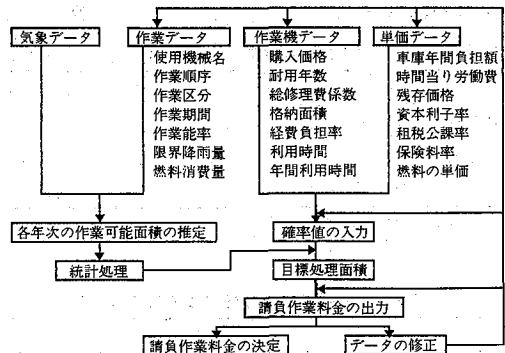 気象データ
作業データ
使用機械名
作業順序
作業区分
作業期間
作業能率
限界降雨量
燃料消費量
作業機データ
購入価格
耐用年数
総修理費係数
格納面積
経費負担率
利用時間
年間利用時間
単価データ
車庫年間負担額
時間当り労働費
残存価格
資本利子率
租税公課率
保険料率
燃料の単価
各年次の作業可能面積の推定
確率値の入力
統計処理
目標処理面積
請負作業料金の出力
請負作業料金の決定
データの修正